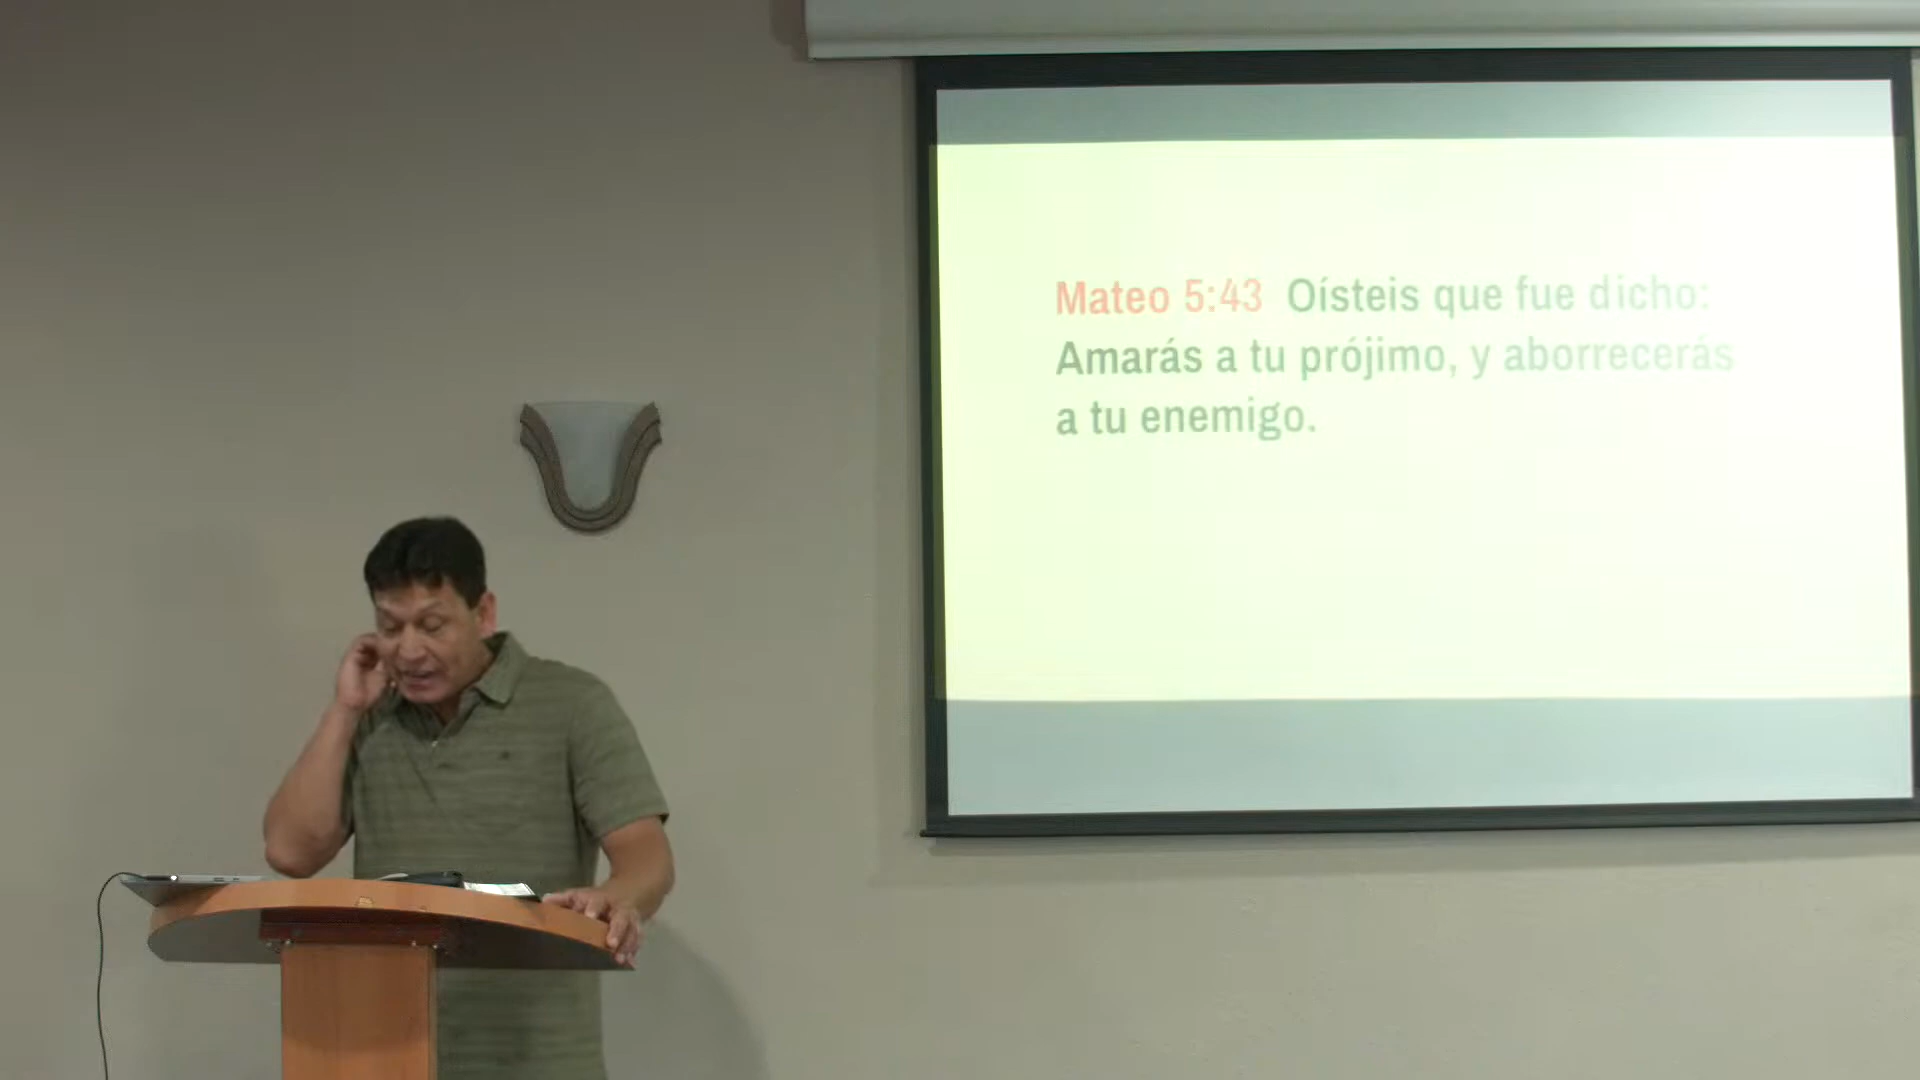 Mateo 5:43 Oísteis que fue dicho:
Amarás a tu prójimo, y aborrecerás
a tu enemigo.